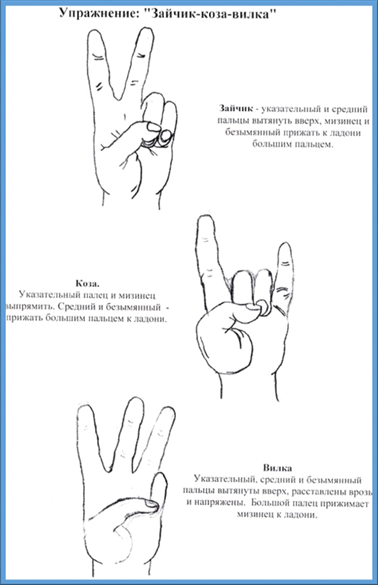 Упражнение: "Зайчик-коза-вилка"
Зайчик - указательный и средний
пальцы вытянуть вверх, мизинец и
безымянный прижать к ладони
большим пальцем.
Коза.
Указательный палец и мизинец
выпрямить. Средний и безымянный -
прижать большим пальцем к ладони.
Вилка
Указательный, средний и безымянный
пальцы вытянуты вверх, расставлены врозь
и напряжены. Большой палец прижимает
мизинец к ладони.